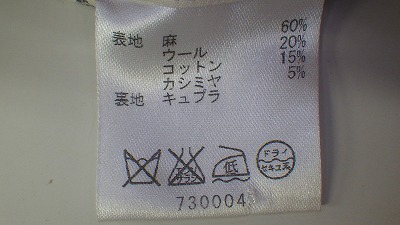 表地 麻 60%
ウール 20%
コットン 15%
カシミヤ 5%
裏地 キュプラ
低
ドライ
セキユ系
730004